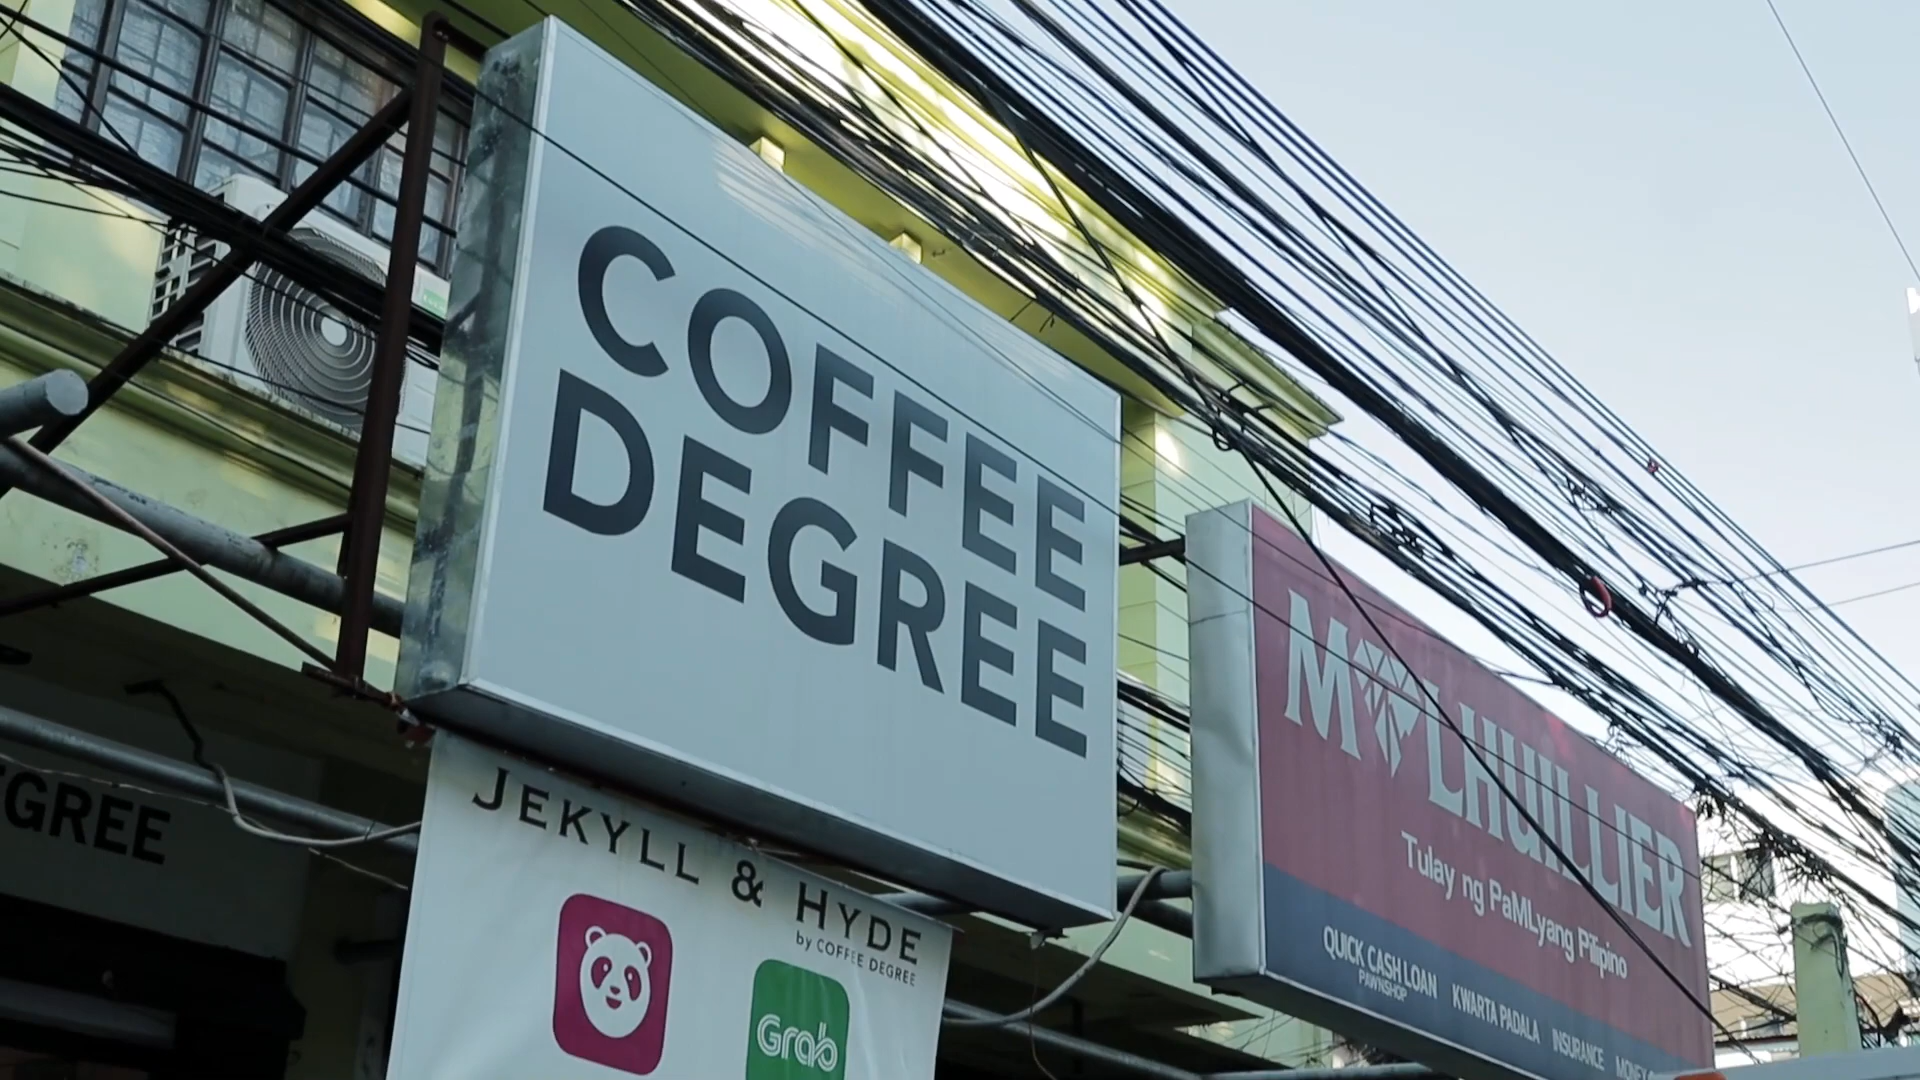 COFFEE
DEGREE
JEKYLL & HYDE
by COFFEE DEGREE
Grab
M LHUILLIER
Tulay ng PaMLyang Pilipino
QUICK CASH LOAN
PAWNSHOP
KWARTA PADALA
INSURANCE
EGREE